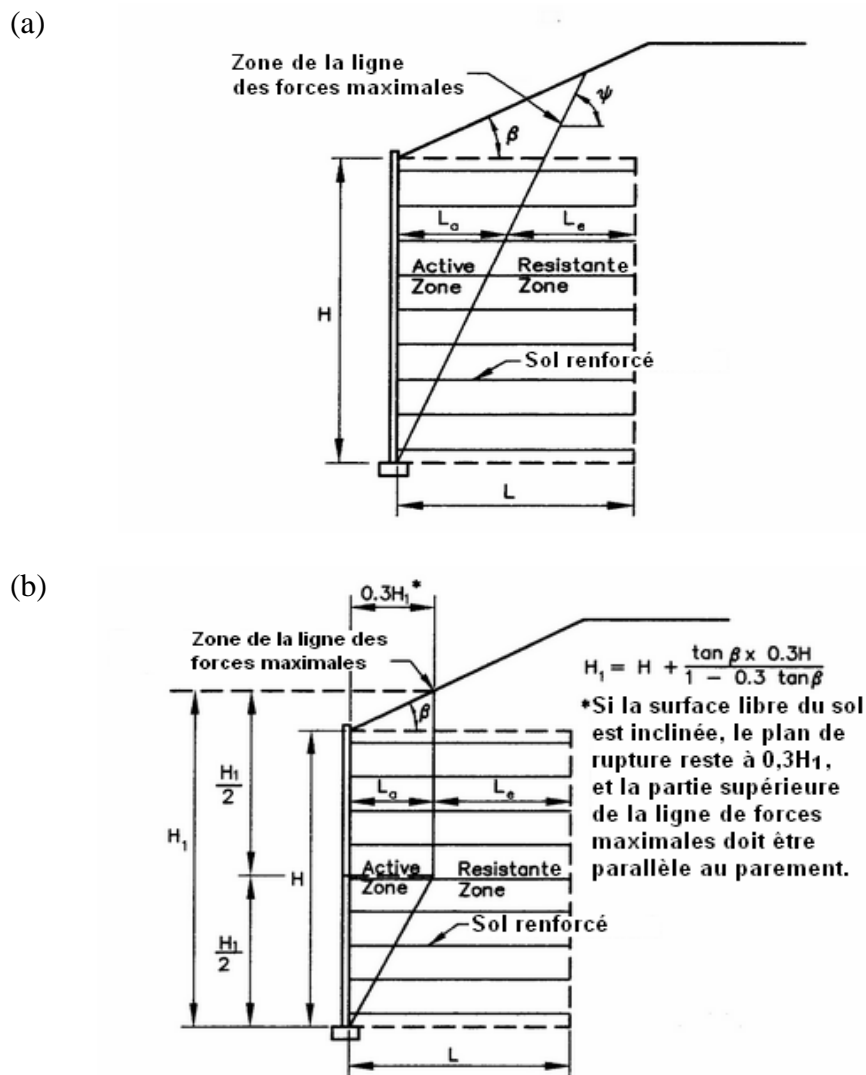 (a)
Zone de la ligne
des forces maximales
ψ
β
La
Le
Active
Zone
Resistante
Zone
H
Sol renforcé
L
(b)
0.3H1*
Zone de la ligne des
forces maximales
H1 = H + tan β x 0.3H / 1 - 0.3 tan β
*Si la surface libre du sol
est inclinée, le plan de
rupture reste à 0,3H1,
et la partie supérieure
de la ligne de forces
maximales doit être
parallèle au parement.
β
H1/2
La
Le
H1
H
Active
Zone
Resistante
Zone
H1/2
Sol renforcé
L